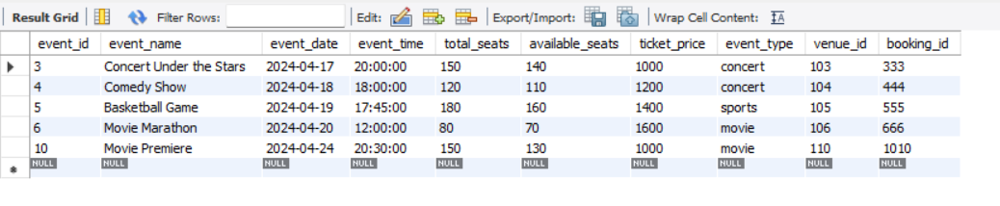 Result Grid Filter Rows: Edit: Export/Import: Wrap Cell Content: IA
event_id event_name event_date event_time total_seats available_seats ticket_price event_type venue_id booking_id
3 Concert Under the Stars 2024-04-17 20:00:00 150 140 1000 concert 103 333
4 Comedy Show 2024-04-18 18:00:00 120 110 1200 concert 104 444
5 Basketball Game 2024-04-19 17:45:00 180 160 1400 sports 105 555
6 Movie Marathon 2024-04-20 12:00:00 80 70 1600 movie 106 666
10 Movie Premiere 2024-04-24 20:30:00 150 130 1000 movie 110 1010
NULL NULL NULL NULL NULL NULL NULL NULL NULL NULL